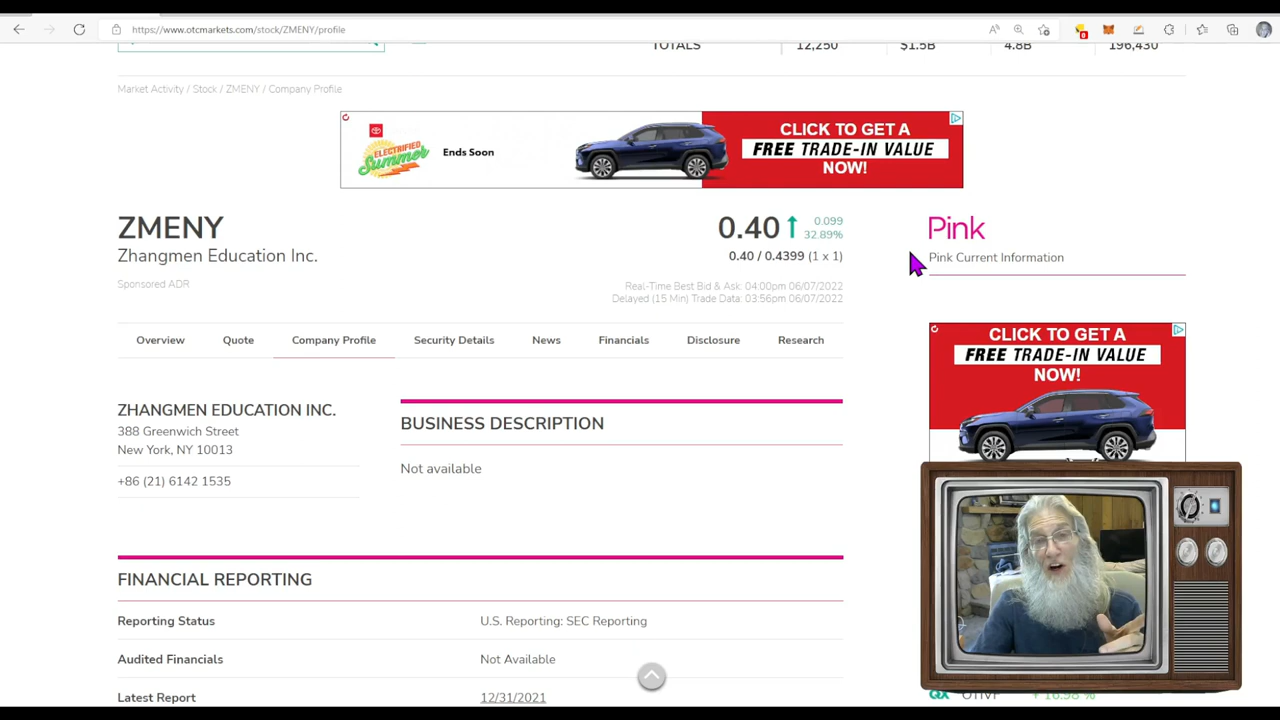 https://www.otcmarkets.com/stock/ZMENY/profile
TOTALS 12,250 $1.5B 4.8B 196,430
Market Activity / Stock / ZMENY / Company Profile
Electrified
Summer
Ends Soon
CLICK TO GET A
FREE TRADE-IN VALUE
NOW!
ZMENY
Zhangmen Education Inc.
Sponsored ADR
0.40 0.099
32.89%
0.40 / 0.4399 (1 x 1)
Real-Time Best Bid & Ask: 04:00pm 06/07/2022
Delayed (15 Min) Trade Data: 03:56pm 06/07/2022
Pink
Pink Current Information
Overview Quote Company Profile Security Details News Financials Disclosure Research
CLICK TO GET A
FREE TRADE-IN VALUE
NOW!
ZHANGMEN EDUCATION INC.
388 Greenwich Street
New York, NY 10013
+86 (21) 6142 1535
BUSINESS DESCRIPTION
Not available
FINANCIAL REPORTING
Reporting Status U.S. Reporting: SEC Reporting
Audited Financials Not Available
Latest Report 12/31/2021
QX